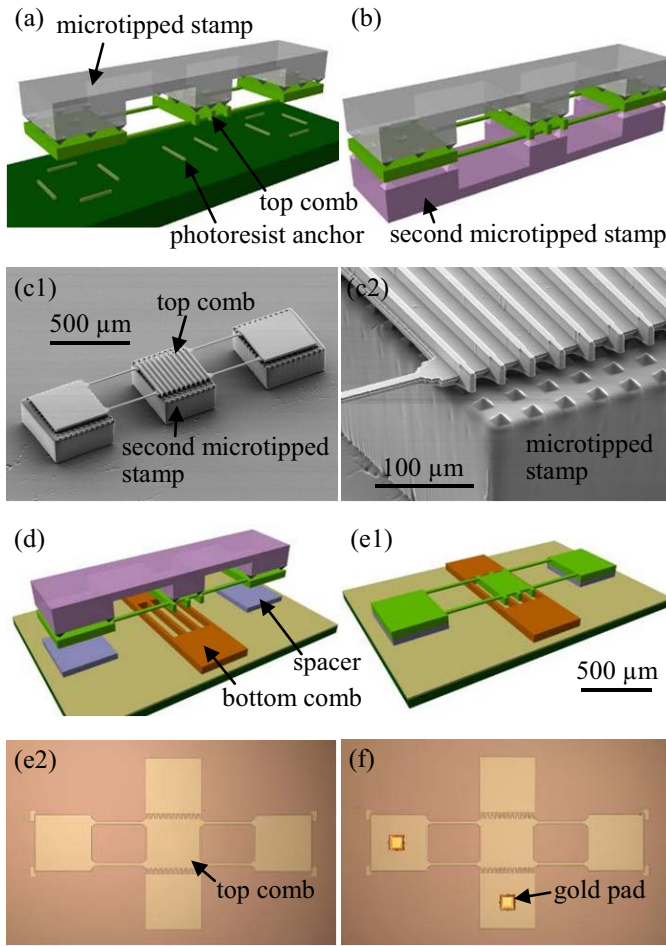 (a)
microtipped stamp
top comb
photoresist anchor
(b)
second microtipped stamp
(c1)
top comb
500 µm
second microtipped
stamp
(c2)
microtipped
stamp
100 µm
(d)
spacer
bottom comb
(e1)
500 µm
(e2)
top comb
(f)
gold pad